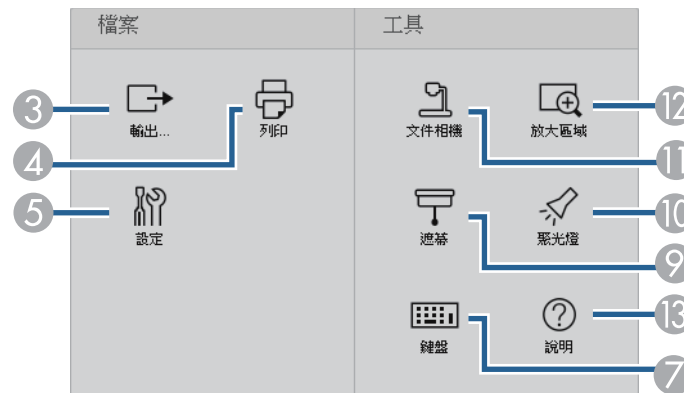 檔案
工具
3
輸出...
列印
文件相機
放大區域
12
4
11
5
設定
遮幕
聚光燈
10
9
鍵盤
說明
13
7